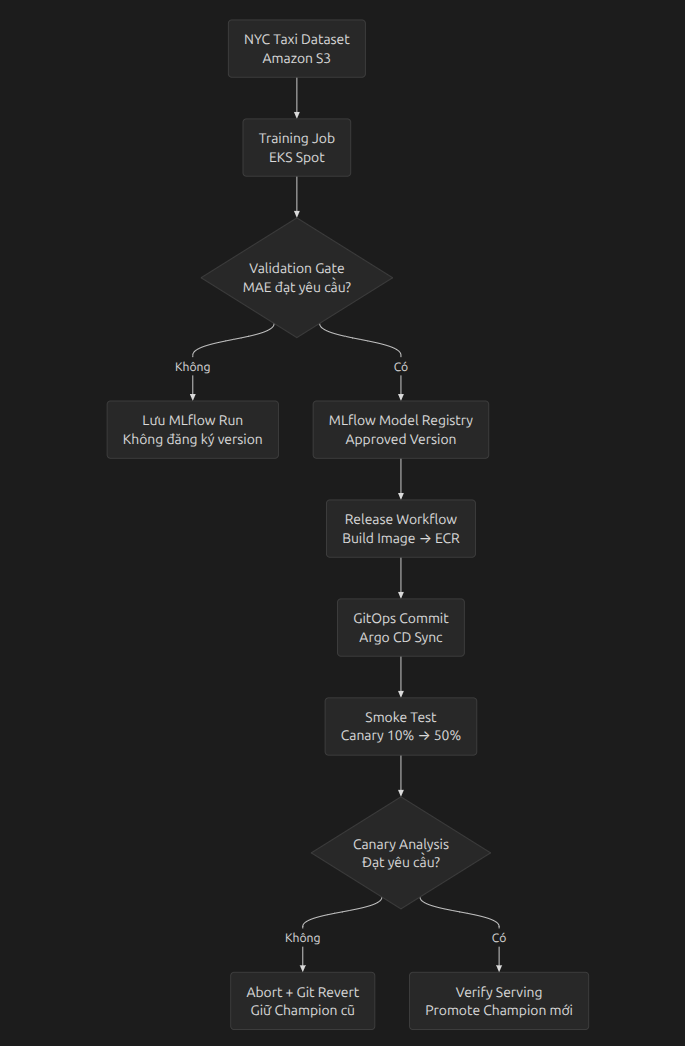 NYC Taxi Dataset
Amazon S3
Training Job
EKS Spot
Validation Gate
MAE đạt yêu cầu?
Không
Có
Lưu MLflow Run
Không đăng ký version
MLflow Model Registry
Approved Version
Release Workflow
Build Image → ECR
GitOps Commit
Argo CD Sync
Smoke Test
Canary 10% → 50%
Canary Analysis
Đạt yêu cầu?
Không
Có
Abort + Git Revert
Giữ Champion cũ
Verify Serving
Promote Champion mới